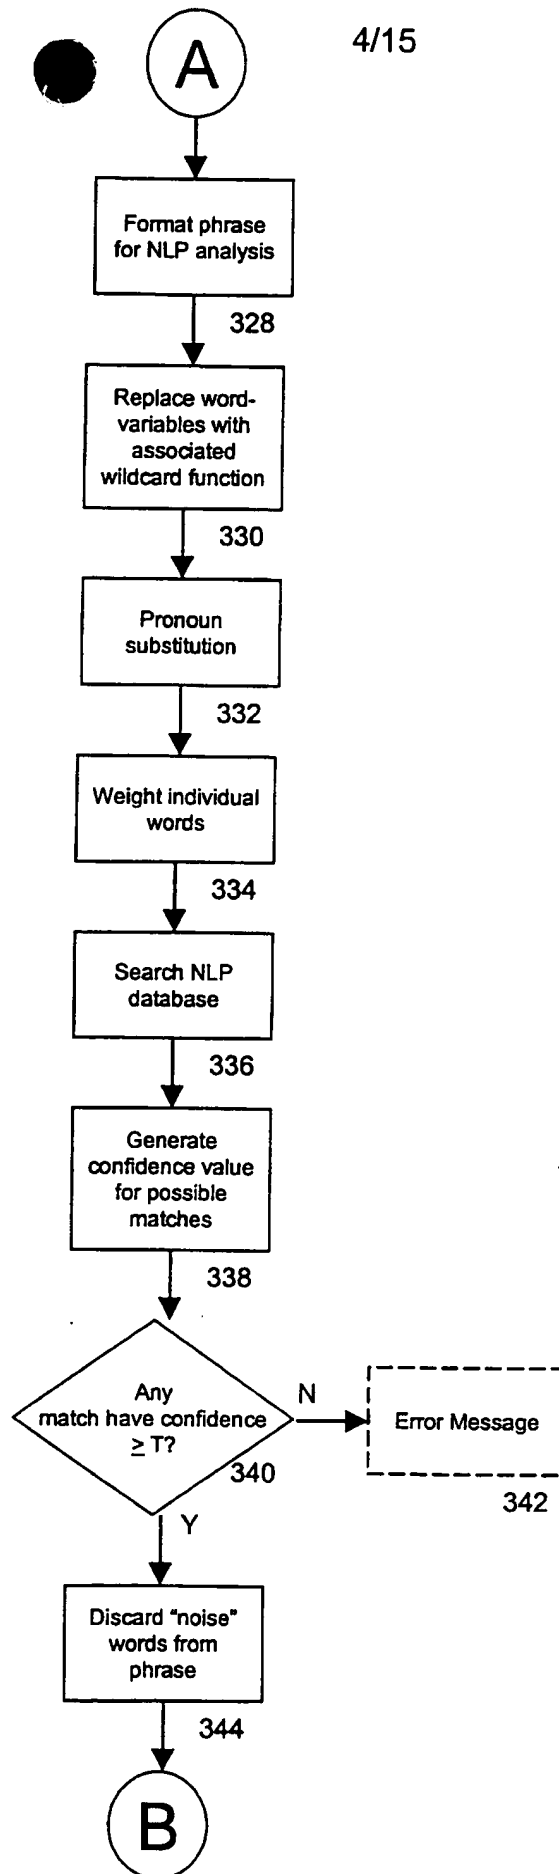 4/15
A
Format phrase
for NLP analysis
328
Replace word-
variables with
associated
wildcard function
330
Pronoun
substitution
332
Weight individual
words
334
Search NLP
database
336
Generate
confidence value
for possible
matches
338
Any
match have confidence
≥ T?
340
N
Error Message
342
Y
Discard "noise"
words from
phrase
344
B